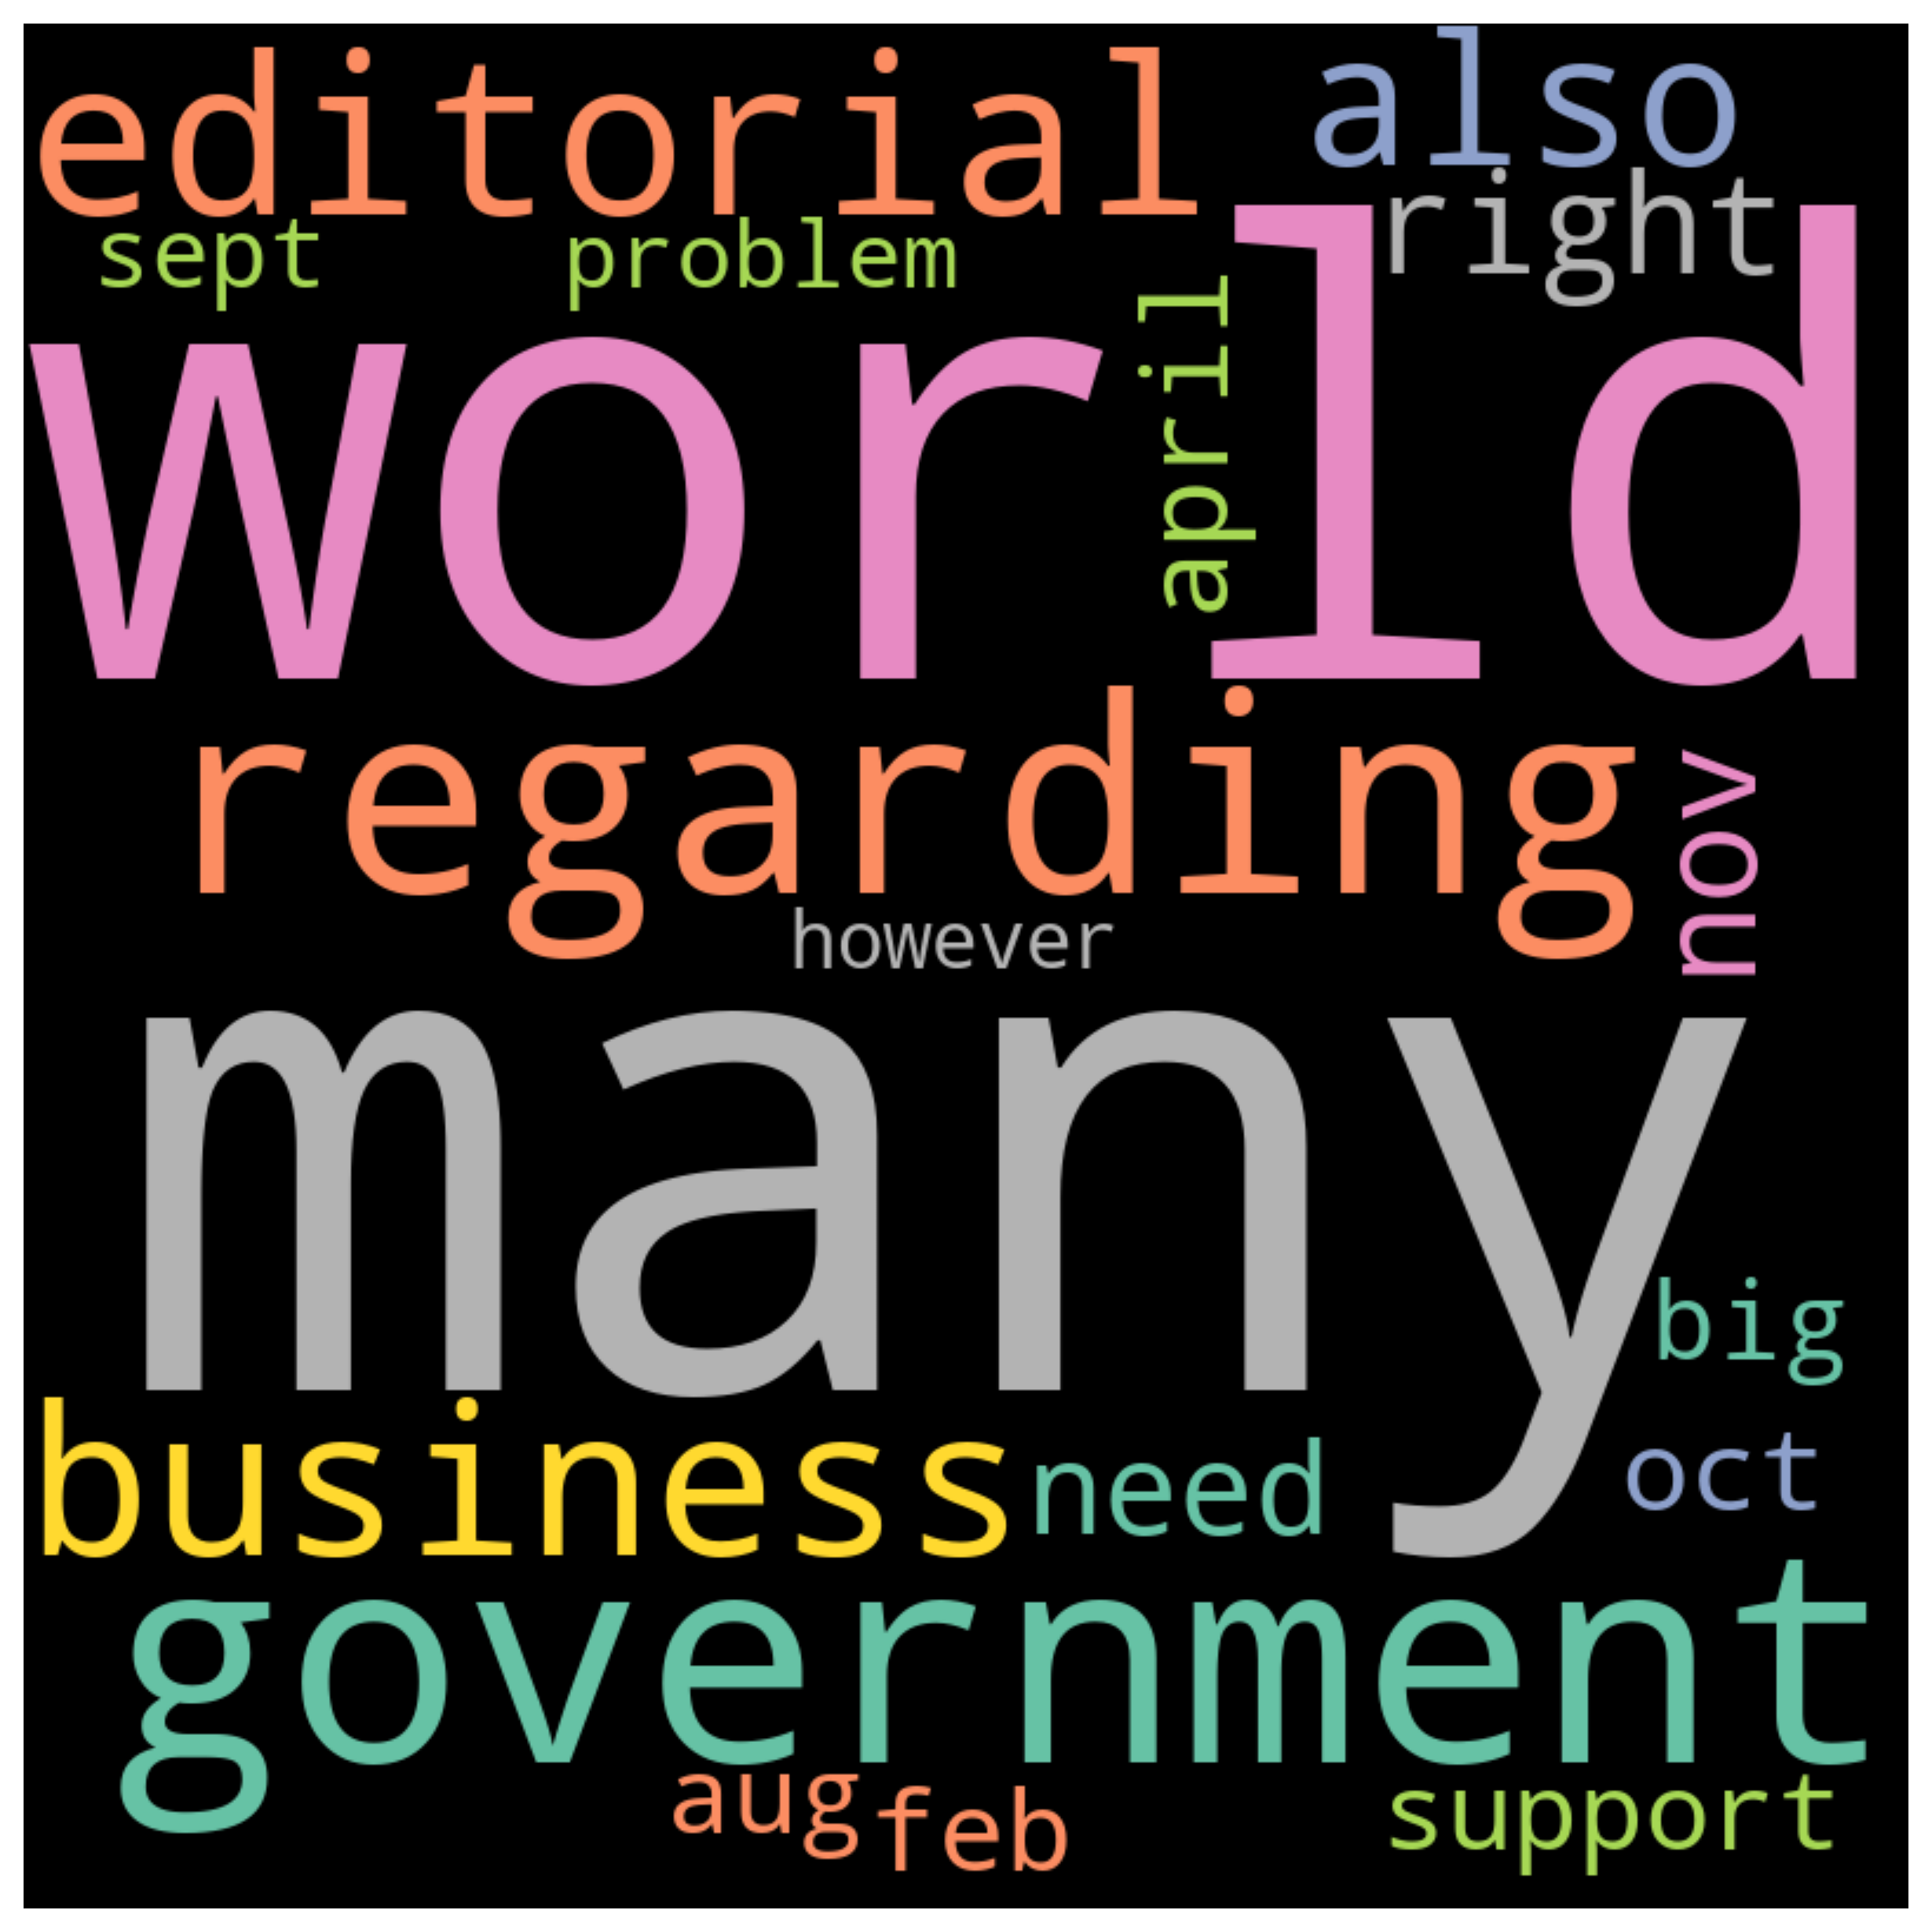 editorial
also
right
sept
problem
april
world
regarding
nov
however
many
big
business
need
oct
government
aug
feb
support